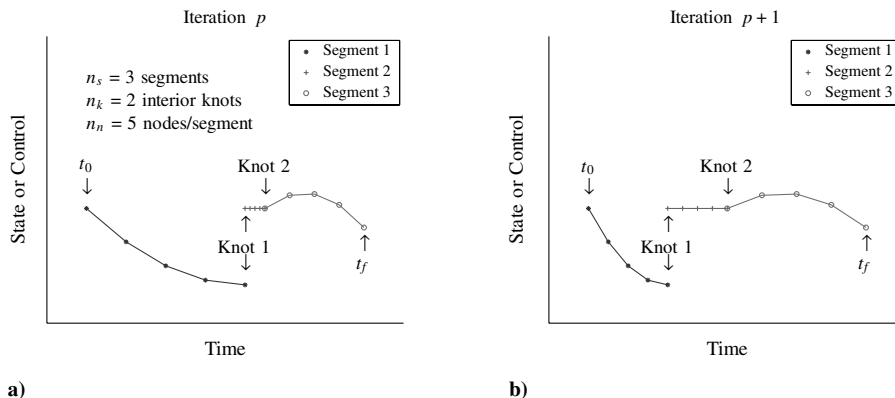 Iteration p
Segment 1
Segment 2
Segment 3
n_s = 3 segments
n_k = 2 interior knots
n_n = 5 nodes/segment
t_0
Knot 2
Knot 1
t_f
State or Control
Time
a)
Iteration p + 1
Segment 1
Segment 2
Segment 3
t_0
Knot 2
Knot 1
t_f
State or Control
Time
b)